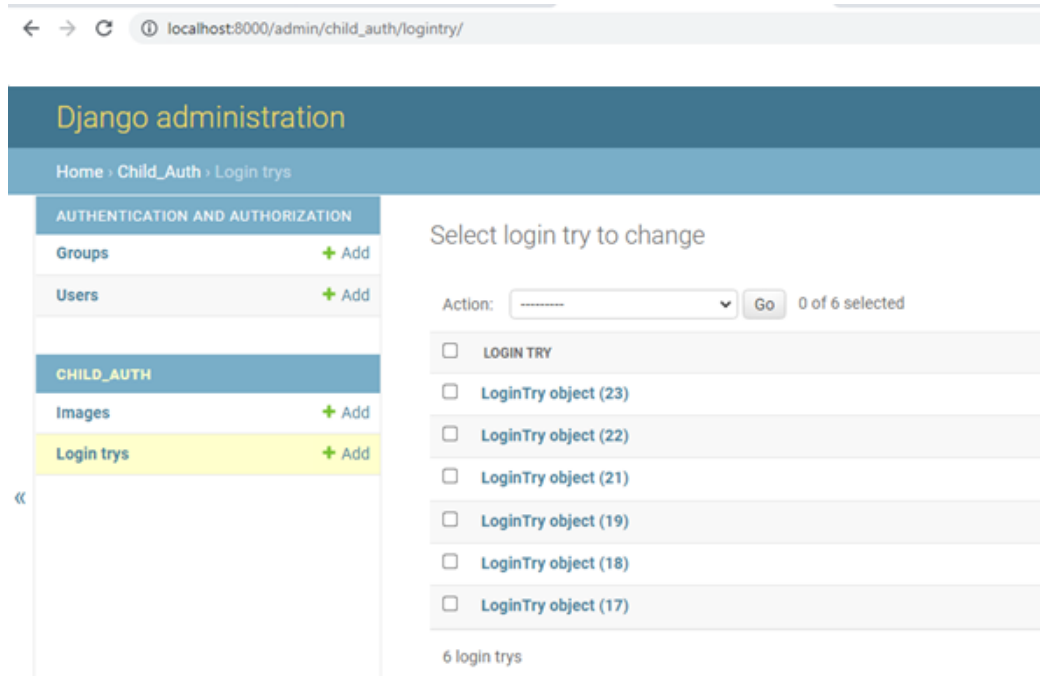 localhost:8000/admin/child_auth/logintry/
Django administration
Home › Child_Auth › Login trys
AUTHENTICATION AND AUTHORIZATION
Groups + Add
Users + Add
CHILD_AUTH
Images + Add
Login trys + Add
«
Select login try to change
Action: --------- Go 0 of 6 selected
LOGIN TRY
LoginTry object (23)
LoginTry object (22)
LoginTry object (21)
LoginTry object (19)
LoginTry object (18)
LoginTry object (17)
6 login trys